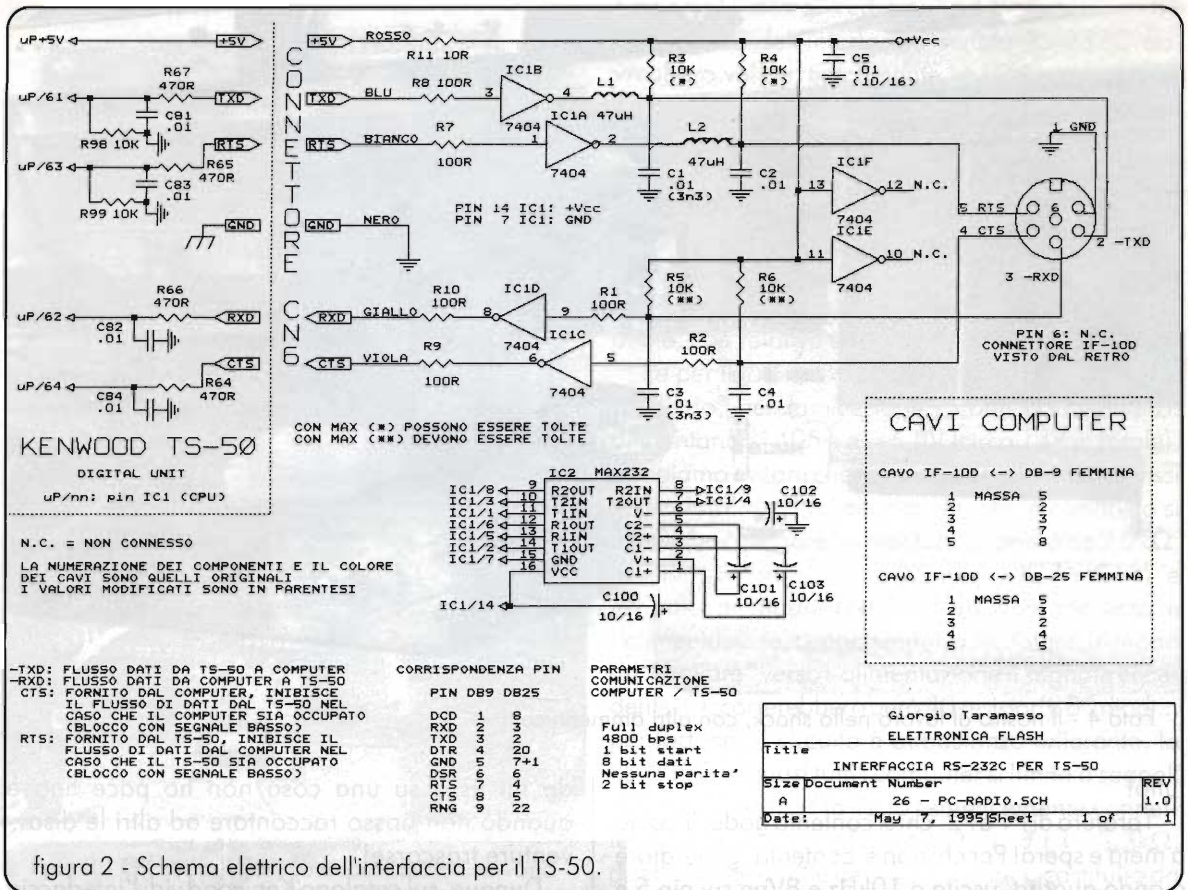 uP+5V
+5V
R67
470R
uP/61
TXD
C81
.01
R98 10K
RTS
uP/63
R65
470R
C83
.01
R99 10K
GND
R66
470R
uP/62
RXD
C82
.01
CTS
uP/64
R64
470R
C84
.01
KENWOOD TS-50
DIGITAL UNIT
uP/nn: pin IC1 (CPU)
CONNETTORE CN6
+5V
ROSSO
R11 10R
TXD
BLU
R8 100R
3
IC1B
4
7404
L1
47uH
RTS
BIANCO
R7
100R
1
IC1A
2
7404
L2
47uH
GND
NERO
PIN 14 IC1: +Vcc
PIN 7 IC1: GND
R3
10K
(*)
R4
10K
(*)
+Vcc
C5
.01
(10/16)
C1
.01
(3n3)
C2
.01
IC1F
13
12
N.C.
7404
IC1E
11
10
N.C.
7404
1 GND
5 RTS
6
4 CTS
2 -TXD
3 -RXD
PIN 6: N.C.
CONNETTORE IF-10D
VISTO DAL RETRO
RXD
GIALLO
R10
100R
8
IC1D
9
7404
R1
100R
CTS
VIOLA
R9
100R
6
IC1C
5
7404
R2
100R
R5
10K
(**)
R6
10K
(**)
C3
.01
(3n3)
C4
.01
CON MAX (*) POSSONO ESSERE TOLTE
CON MAX (**) DEVONO ESSERE TOLTE
IC2 MAX232
IC1/8 9 R2OUT R2IN 8 IC1/9
IC1/3 10 T2IN T2OUT 7 IC1/4
IC1/1 11 T1IN V- 6
IC1/6 12 R1OUT C2- 5
IC1/5 13 R1IN C2+ 4
IC1/2 14 T1OUT C1- 3
IC1/7 15 GND V+ 2
16 VCC C1+ 1
IC1/14
C102
10/16
C100
10/16
C101
10/16
C103
10/16
CAVI COMPUTER
CAVO IF-10D <-> DB-9 FEMMINA
1 MASSA 5
2 2
3 3
4 7
5 8
CAVO IF-10D <-> DB-25 FEMMINA
1 MASSA 5
2 3
3 2
4 4
5 5
N.C. = NON CONNESSO
LA NUMERAZIONE DEI COMPONENTI E IL COLORE
DEI CAVI SONO QUELLI ORIGINALI
I VALORI MODIFICATI SONO IN PARENTESI
-TXD: FLUSSO DATI DA TS-50 A COMPUTER
-RXD: FLUSSO DATI DA COMPUTER A TS-50
CTS: FORNITO DAL COMPUTER, INIBISCE
IL FLUSSO DI DATI DAL TS-50 NEL
CASO CHE IL COMPUTER SIA OCCUPATO
(BLOCCO CON SEGNALE BASSO)
RTS: FORNITO DAL TS-50, INIBISCE IL
FLUSSO DI DATI DAL COMPUTER NEL
CASO CHE IL TS-50 SIA OCCUPATO
(BLOCCO CON SEGNALE BASSO)
CORRISPONDENZA PIN
PIN DB9 DB25
DCD 1 8
RXD 2 3
TXD 3 2
DTR 4 20
GND 5 7+1
DSR 6 6
RTS 7 4
CTS 8 5
RNG 9 22
PARAMETRI
COMUNICAZIONE
COMPUTER / TS-50
Full duplex
4800 bps
1 bit start
8 bit dati
Nessuna parita'
2 bit stop
Giorgio Taramasso
ELETTRONICA FLASH
Title
INTERFACCIA RS-232C PER TS-50
Size Document Number REV
A 26 - PC-RADIO.SCH 1.0
Date: May 7, 1995 Sheet 1 of 1
figura 2 - Schema elettrico dell'interfaccia per il TS-50.